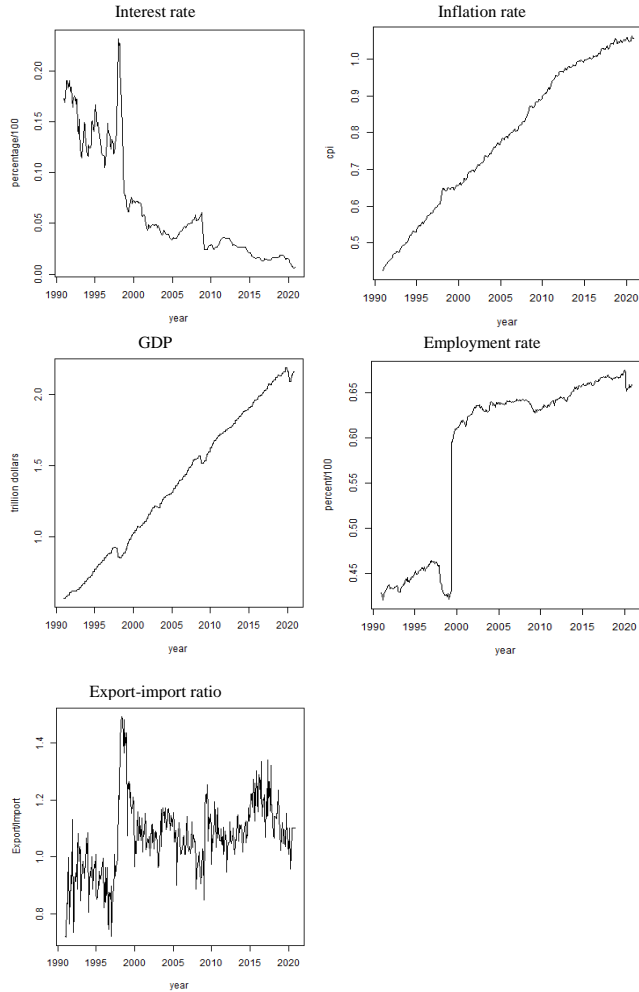 Interest rate
percentage/100
0.00 0.05 0.10 0.15 0.20
1990 1995 2000 2005 2010 2015 2020
year
Inflation rate
cpi
0.5 0.6 0.7 0.8 0.9 1.0
1990 1995 2000 2005 2010 2015 2020
year
GDP
trillion dollars
1.0 1.5 2.0
1990 1995 2000 2005 2010 2015 2020
year
Employment rate
percent/100
0.45 0.50 0.55 0.60 0.65
1990 1995 2000 2005 2010 2015 2020
year
Export-import ratio
Export/Import
0.8 1.0 1.2 1.4
1990 1995 2000 2005 2010 2015 2020
year